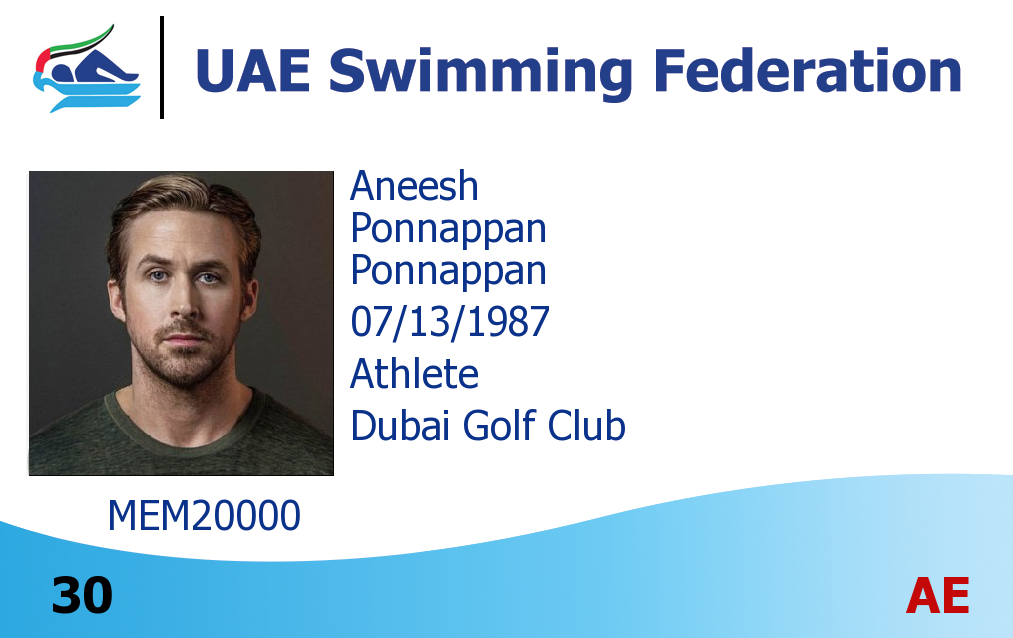 UAE Swimming Federation
Aneesh
Ponnappan
Ponnappan
07/13/1987
Athlete
Dubai Golf Club
MEM20000
30
AE